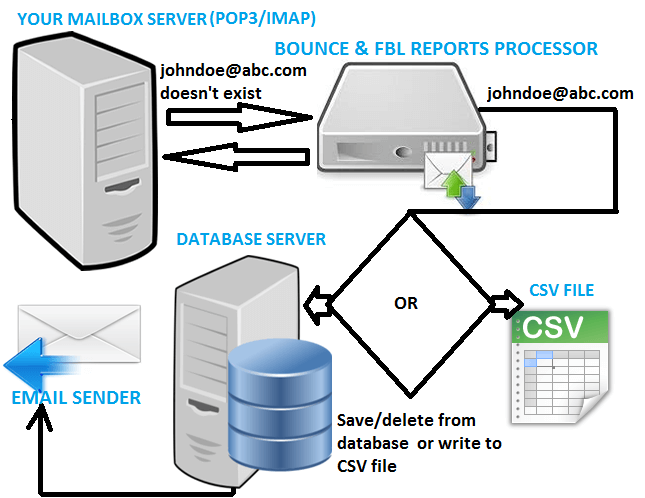 YOUR MAILBOX SERVER (POP3/IMAP)
BOUNCE & FBL REPORTS PROCESSOR
johndoe@abc.com
doesn't exist
johndoe@abc.com
DATABASE SERVER
OR
CSV FILE
CSV
EMAIL SENDER
Save/delete from
database or write to
CSV file